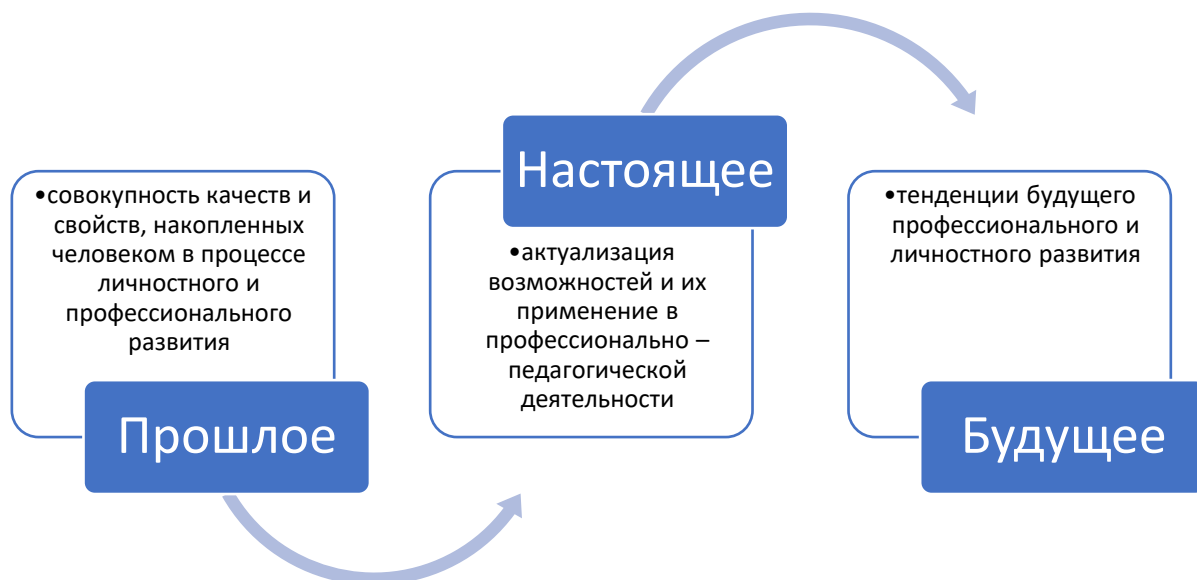 •совокупность качеств и
свойств, накопленных
человеком в процессе
личностного и
профессионального
развития
Прошлое
Настоящее
•актуализация
возможностей и их
применение в
профессионально –
педагогической
деятельности
•тенденции будущего
профессионального и
личностного развития
Будущее